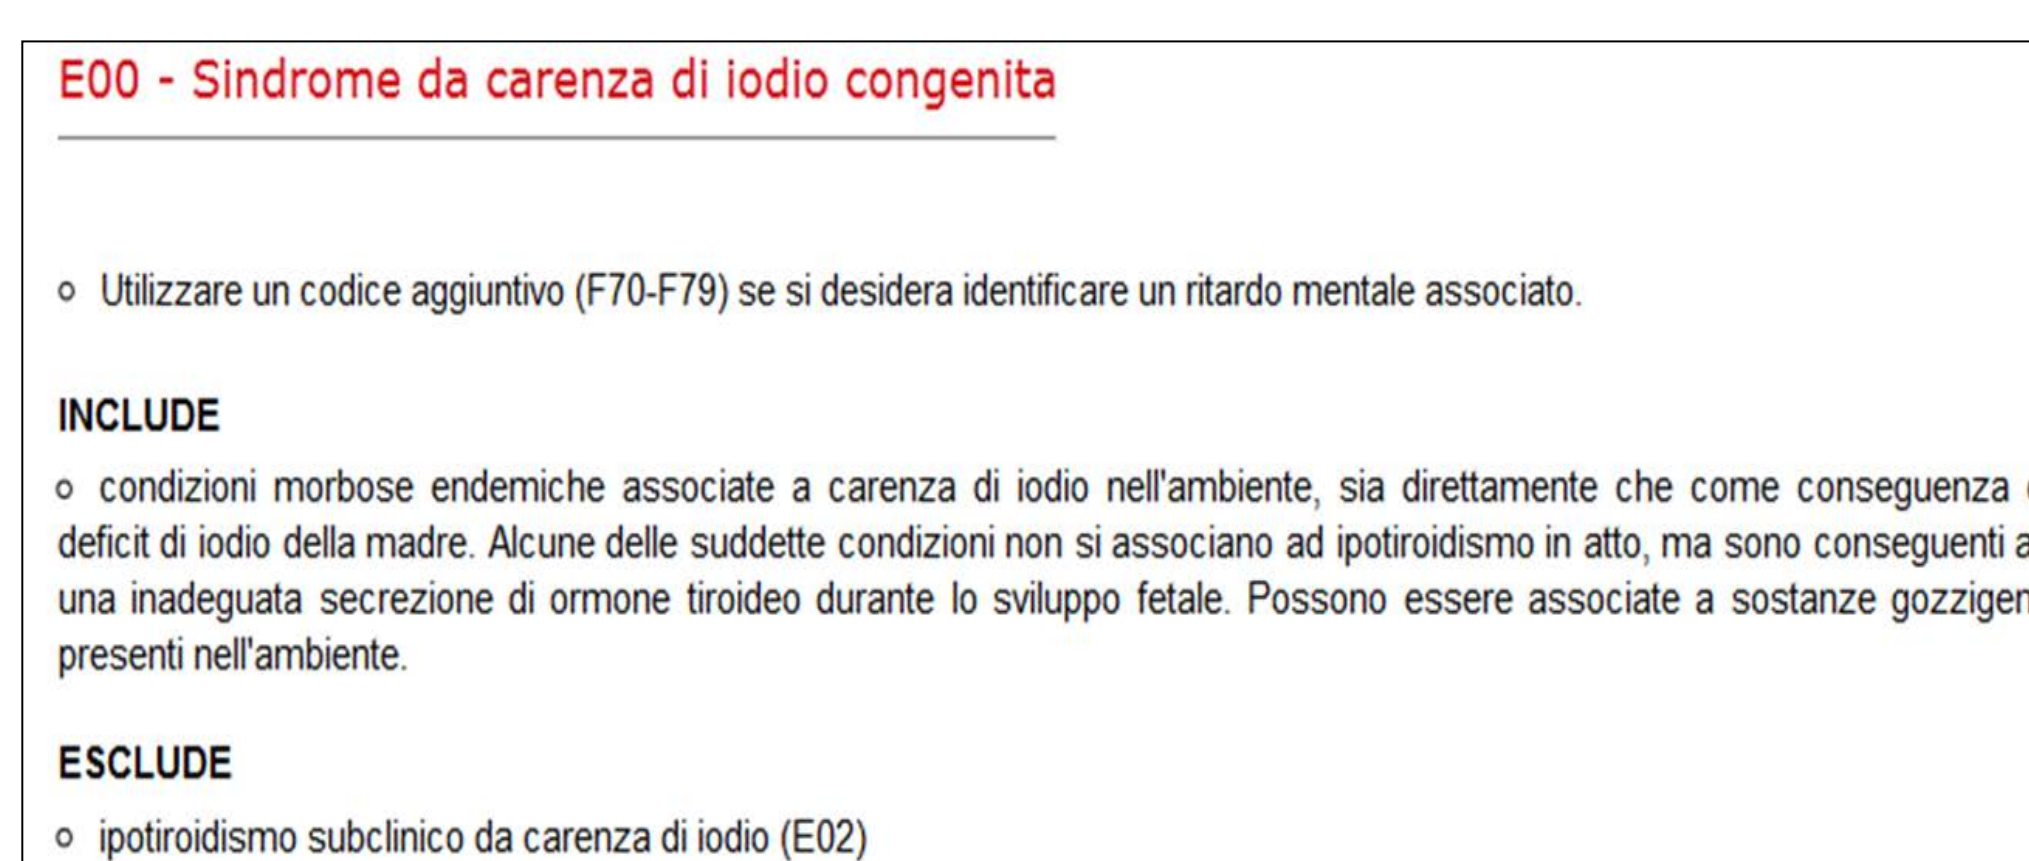 E00 - Sindrome da carenza di iodio congenita
o Utilizzare un codice aggiuntivo (F70-F79) se si desidera identificare un ritardo mentale associato.
INCLUDE
o condizioni morbose endemiche associate a carenza di iodio nell'ambiente, sia direttamente che come conseguenza
deficit di iodio della madre. Alcune delle suddette condizioni non si associano ad ipotiroidismo in atto, ma sono conseguenti
una inadeguata secrezione di ormone tiroideo durante lo sviluppo fetale. Possono essere associate a sostanze
presenti nell'ambiente.
ESCLUDE
o ipotiroidismo subclinico da carenza di iodio (E02)